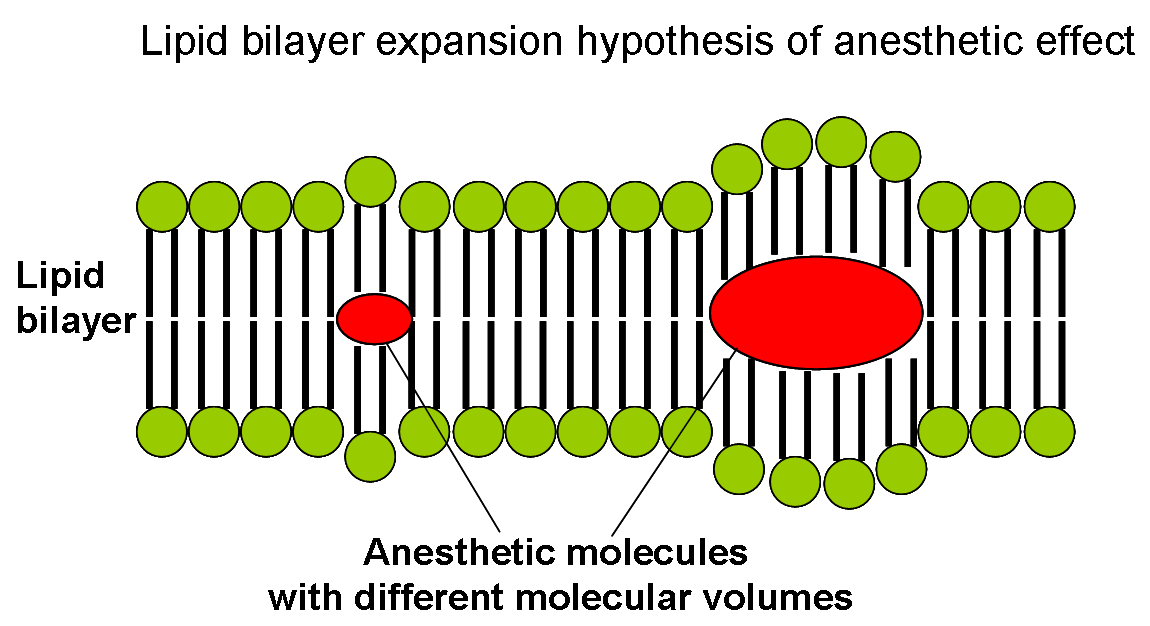 Lipid bilayer expansion hypothesis of anesthetic effect
Lipid
bilayer
Anesthetic molecules
with different molecular volumes